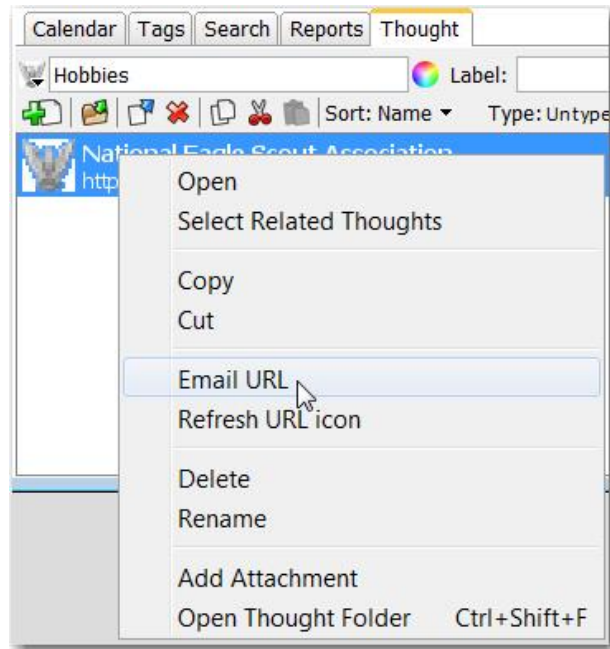 Calendar Tags Search Reports Thought
Hobbies Label:
Sort: Name Type: Untype
National Eagle Scout Association
http
Open
Select Related Thoughts
Copy
Cut
Email URL
Refresh URL icon
Delete
Rename
Add Attachment
Open Thought Folder Ctrl+Shift+F